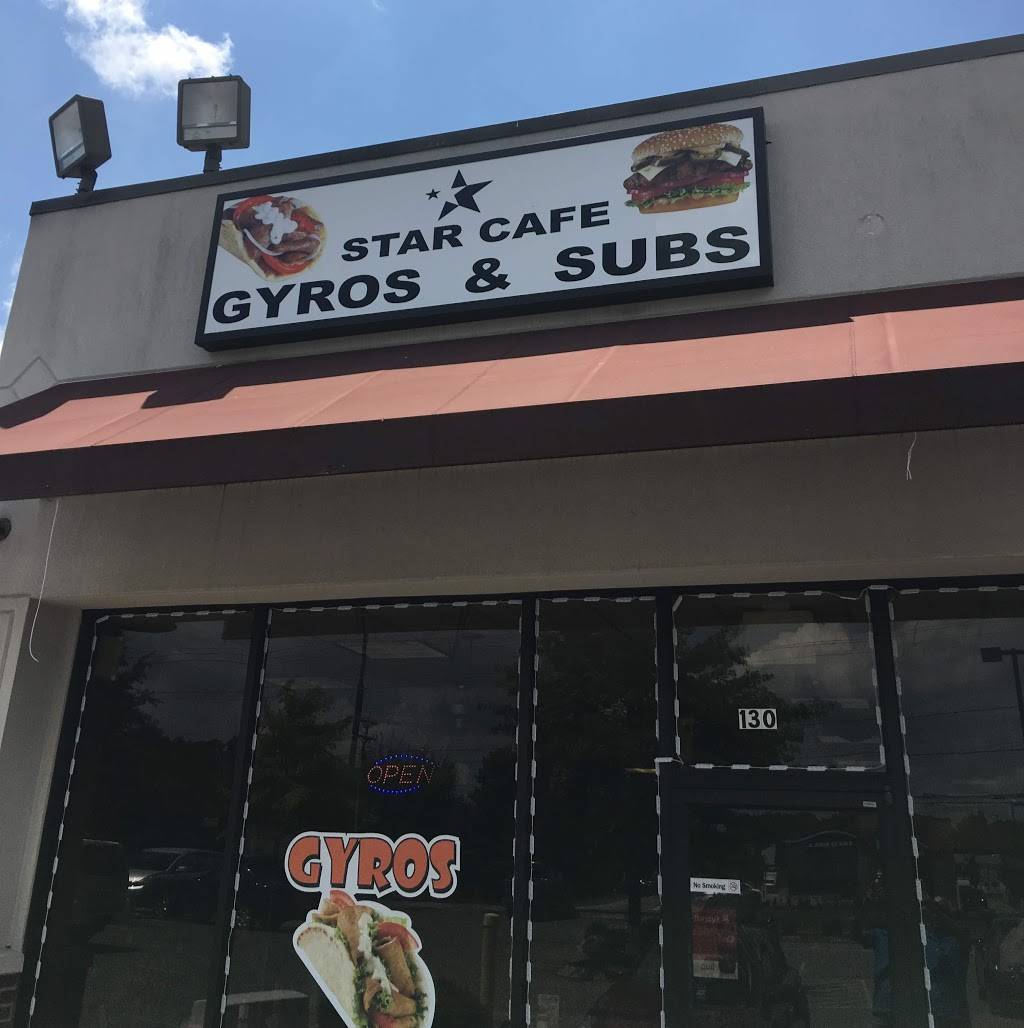 STAR CAFE
GYROS & SUBS
130
OPEN
GYROS
No Smoking